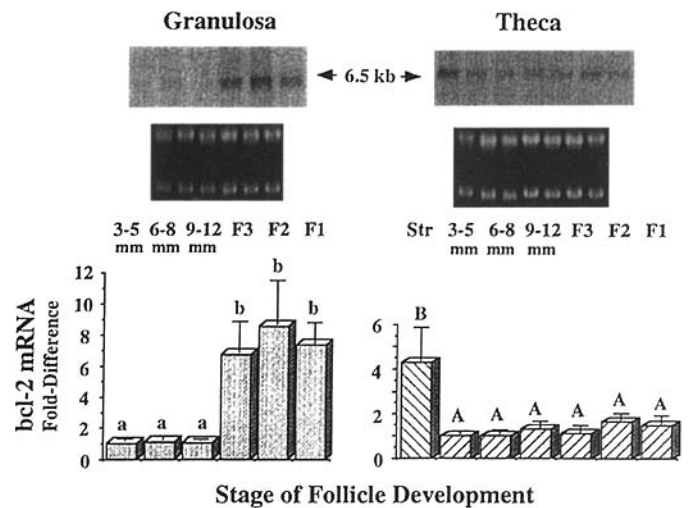 Granulosa Theca
6.5 kb
3-5 6-8 9-12 F3 F2 F1
mm mm mm
Str 3-5 6-8 9-12 F3 F2 F1
mm mm mm
bcl-2 mRNA
Fold-Difference
12
10
8
6
4
2
0
a a a b b b
6
4
2
0
B A A A A A A
Stage of Follicle Development